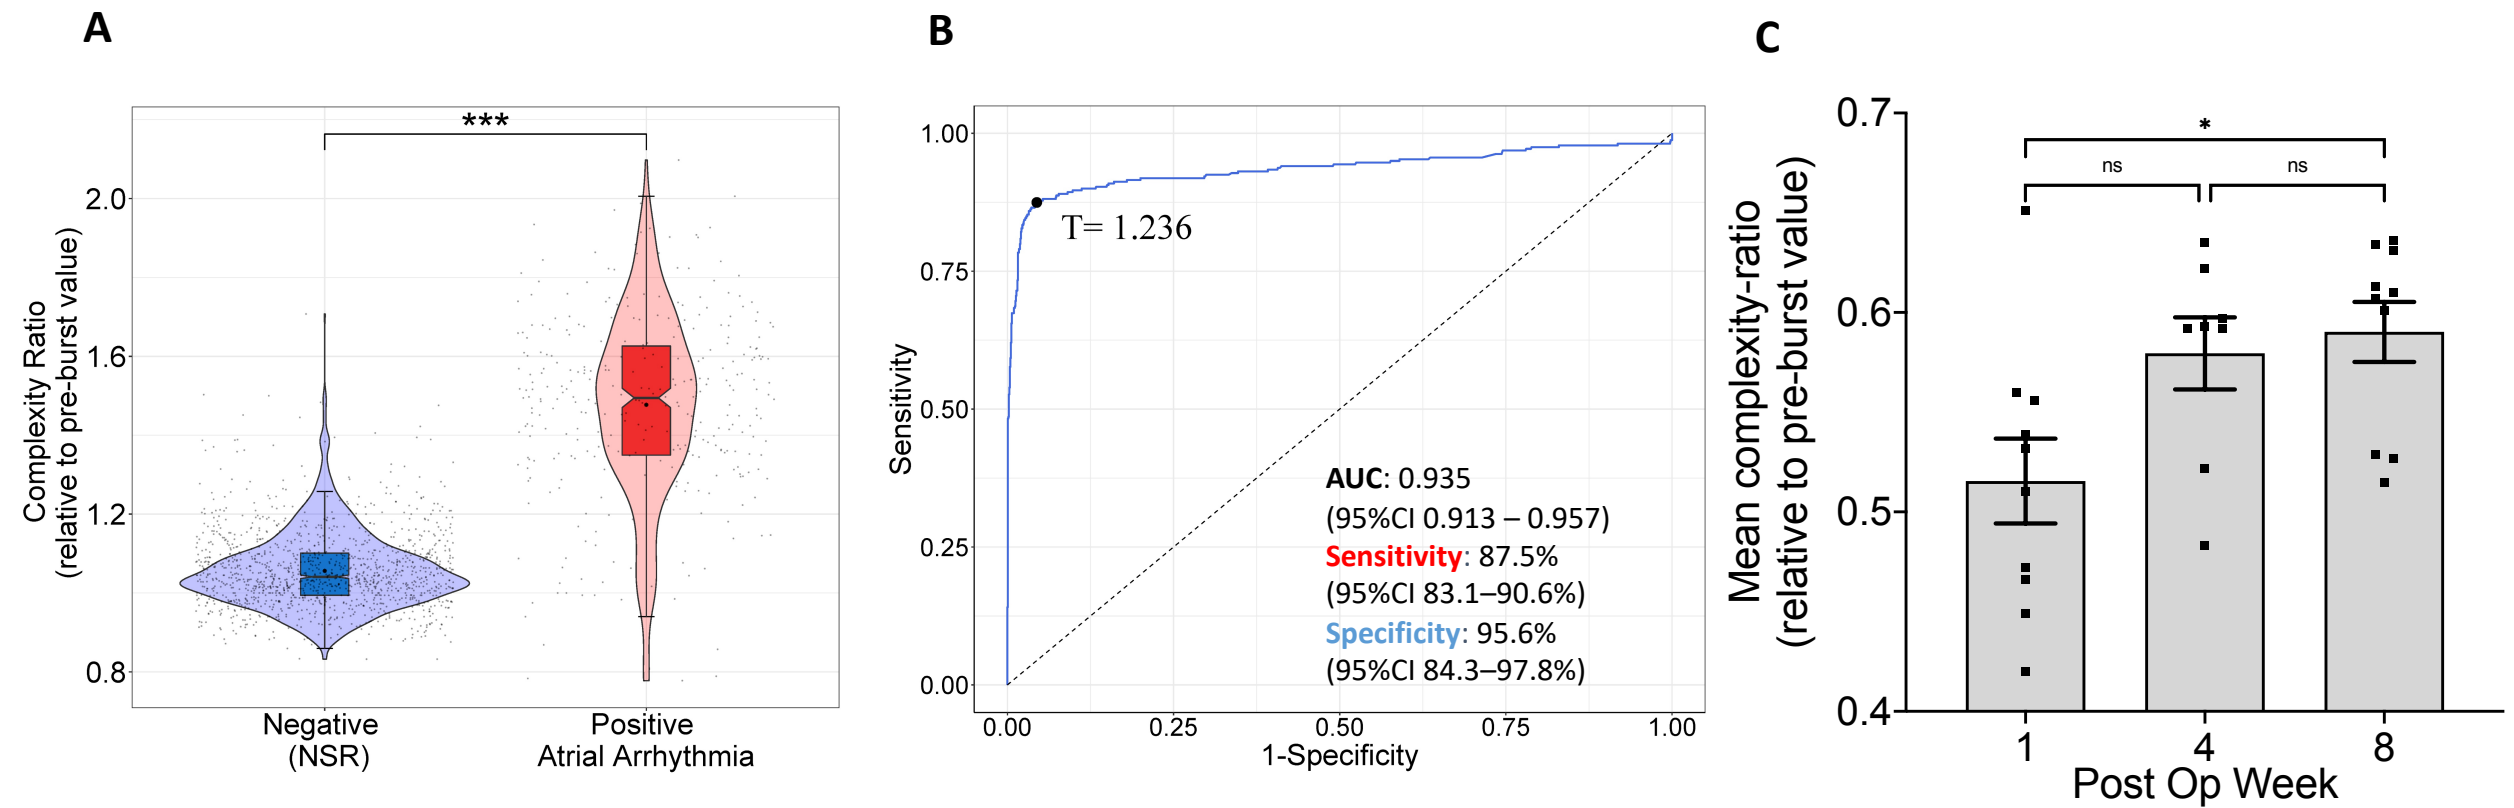 A
Complexity Ratio
(relative to pre-burst value)
2.0
1.6
1.2
0.8
***
Negative
(NSR)
Positive
Atrial Arrhythmia
B
Sensitivity
1.00
0.75
0.50
0.25
0.00
T= 1.236
AUC: 0.935
(95%CI 0.913 – 0.957)
Sensitivity: 87.5%
(95%CI 83.1–90.6%)
Specificity: 95.6%
(95%CI 84.3–97.8%)
0.00 0.25 0.50 0.75 1.00
1-Specificity
C
Mean complexity-ratio
(relative to pre-burst value)
0.7
0.6
0.5
0.4
*
ns ns
1 4 8
Post Op Week